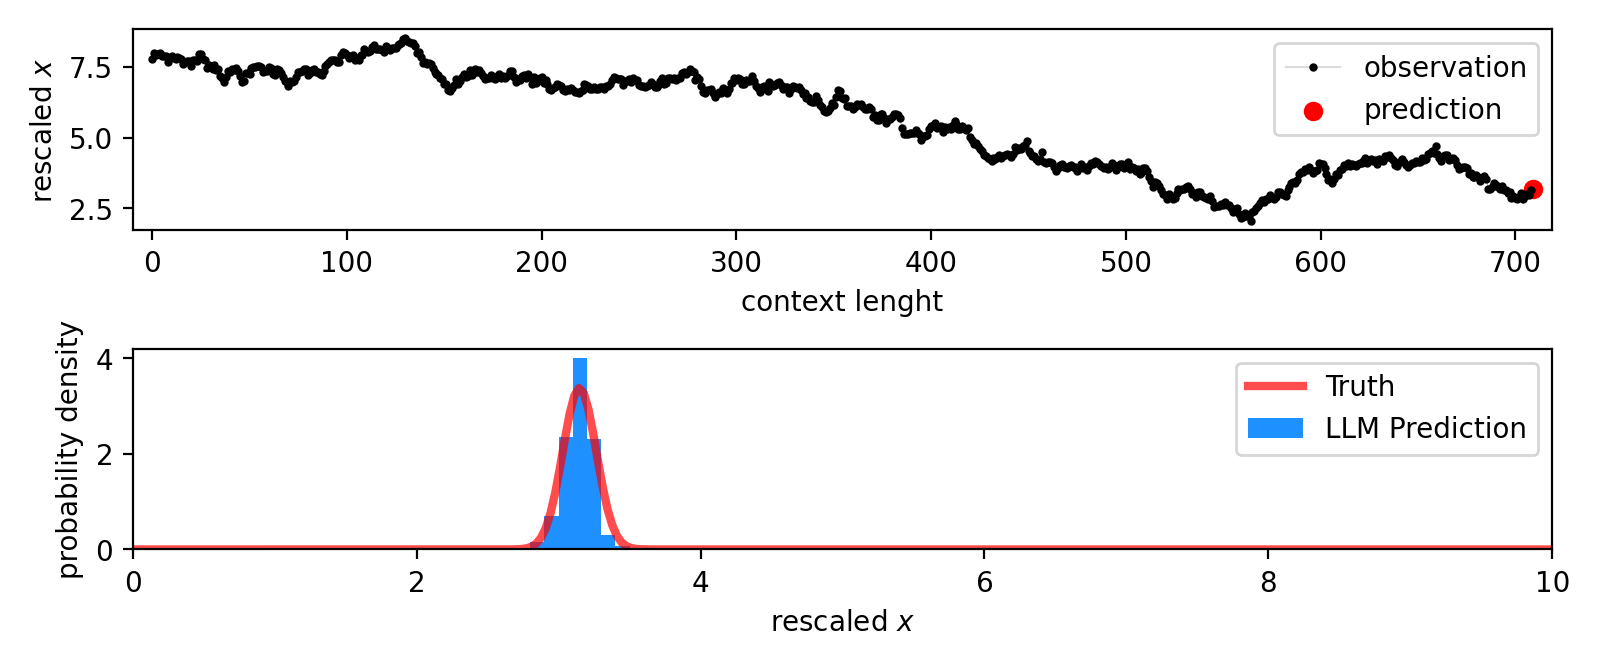 rescaled x
7.5
5.0
2.5
observation
prediction
0 100 200 300 400 500 600 700
context lenght
probability density
4
2
0
Truth
LLM Prediction
0 2 4 6 8 10
rescaled x